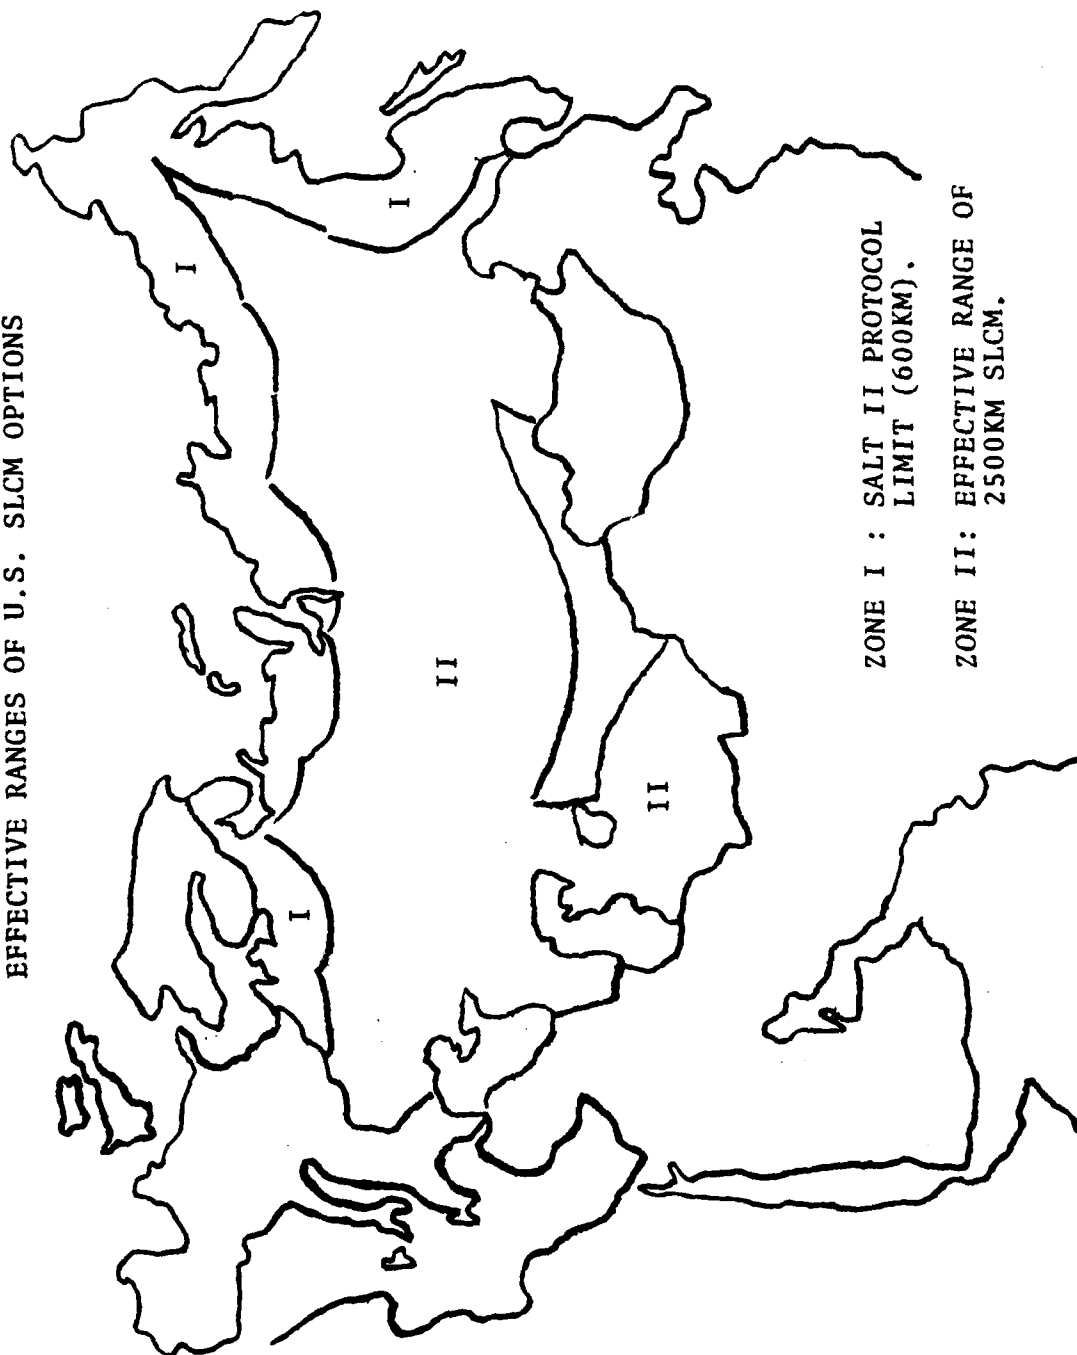 EFFECTIVE RANGES OF U.S. SLCM OPTIONS
I
I
I
II
II
ZONE I : SALT II PROTOCOL
LIMIT (600KM).
ZONE II: EFFECTIVE RANGE OF
2500KM SLCM.